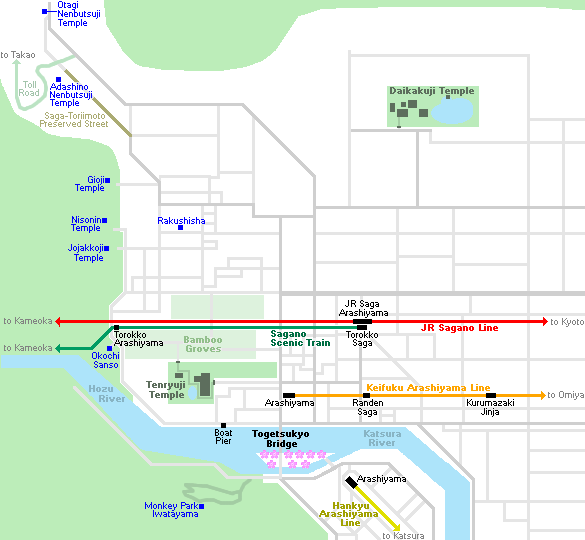 Otagi
Nenbutsuji
Temple
to Takao
Toll
Road
Adashino
Nenbutsuji
Temple
Saga-Toriimoto
Preserved Street
Daikakuji Temple
Gioji
Temple
Nisonin
Temple
Rakushisha
Jojakkoji
Temple
JR Saga
Arashiyama
to Kameoka
to Kyoto
JR Sagano Line
Torokko
Arashiyama
Sagano
Scenic Train
Torokko
Saga
to Kameoka
Bamboo
Groves
Okochi
Sanso
Hozu
River
Tenryuji
Temple
Keifuku Arashiyama Line
to Omiya
Arashiyama
Randen
Saga
Kurumazaki
Jinja
Boat
Pier
Togetsukyo
Bridge
Katsura
River
Arashiyama
Monkey Park
Iwatayama
Hankyu
Arashiyama
Line
to Katsura